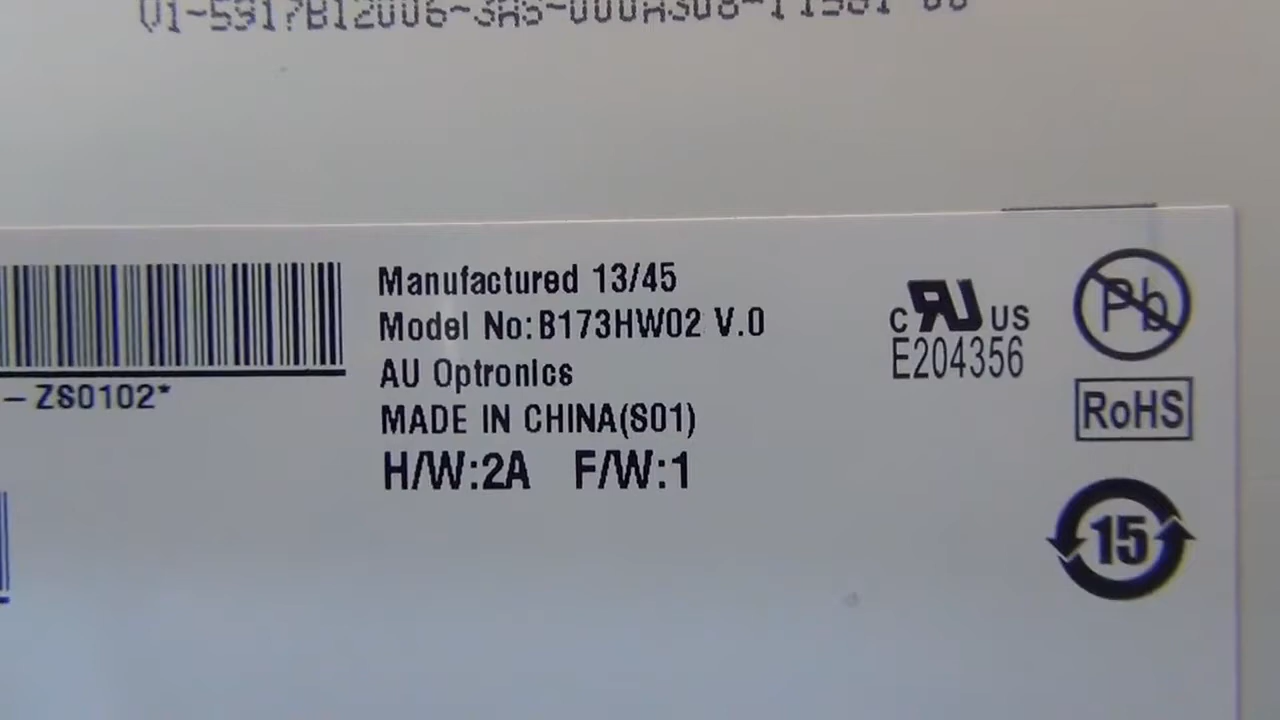 Manufactured 13/45
Model No:B173HW02 V.0
AU Optronics
MADE IN CHINA(S01)
H/W:2A F/W:1
-ZS0102*
c RU US
E204356
Pb
RoHS
15